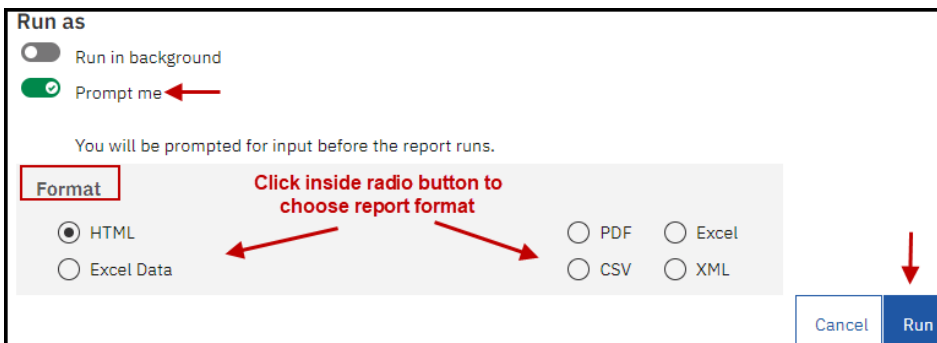 Run as
Run in background
Prompt me
You will be prompted for input before the report runs.
Format
Click inside radio button to
choose report format
HTML
PDF
Excel
Excel Data
CSV
XML
Cancel
Run